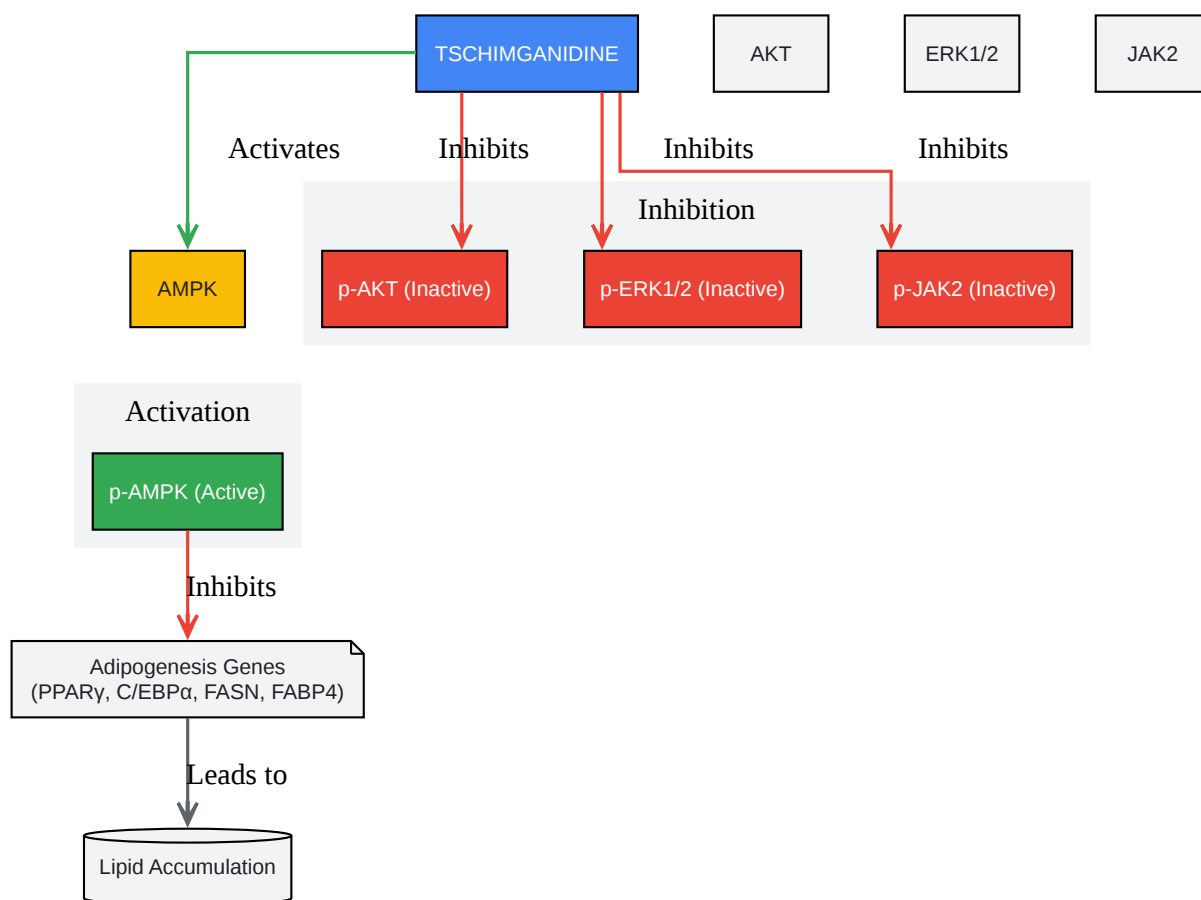 TSCHIMGANIDINE
AKT
ERK1/2
JAK2
Activates
Inhibits
Inhibits
Inhibits
Inhibition
AMPK
p-AKT (Inactive)
p-ERK1/2 (Inactive)
p-JAK2 (Inactive)
Activation
p-AMPK (Active)
Inhibits
Adipogenesis Genes
(PPARγ, C/EBPα, FASN, FABP4)
Leads to
Lipid Accumulation